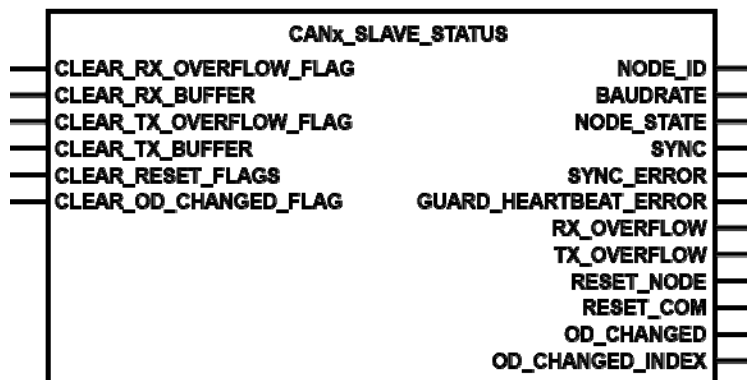 CANx_SLAVE_STATUS
CLEAR_RX_OVERFLOW_FLAG NODE_ID
CLEAR_RX_BUFFER BAUDRATE
CLEAR_TX_OVERFLOW_FLAG NODE_STATE
CLEAR_TX_BUFFER SYNC
CLEAR_RESET_FLAGS SYNC_ERROR
CLEAR_OD_CHANGED_FLAG GUARD_HEARTBEAT_ERROR
RX_OVERFLOW
TX_OVERFLOW
RESET_NODE
RESET_COM
OD_CHANGED
OD_CHANGED_INDEX